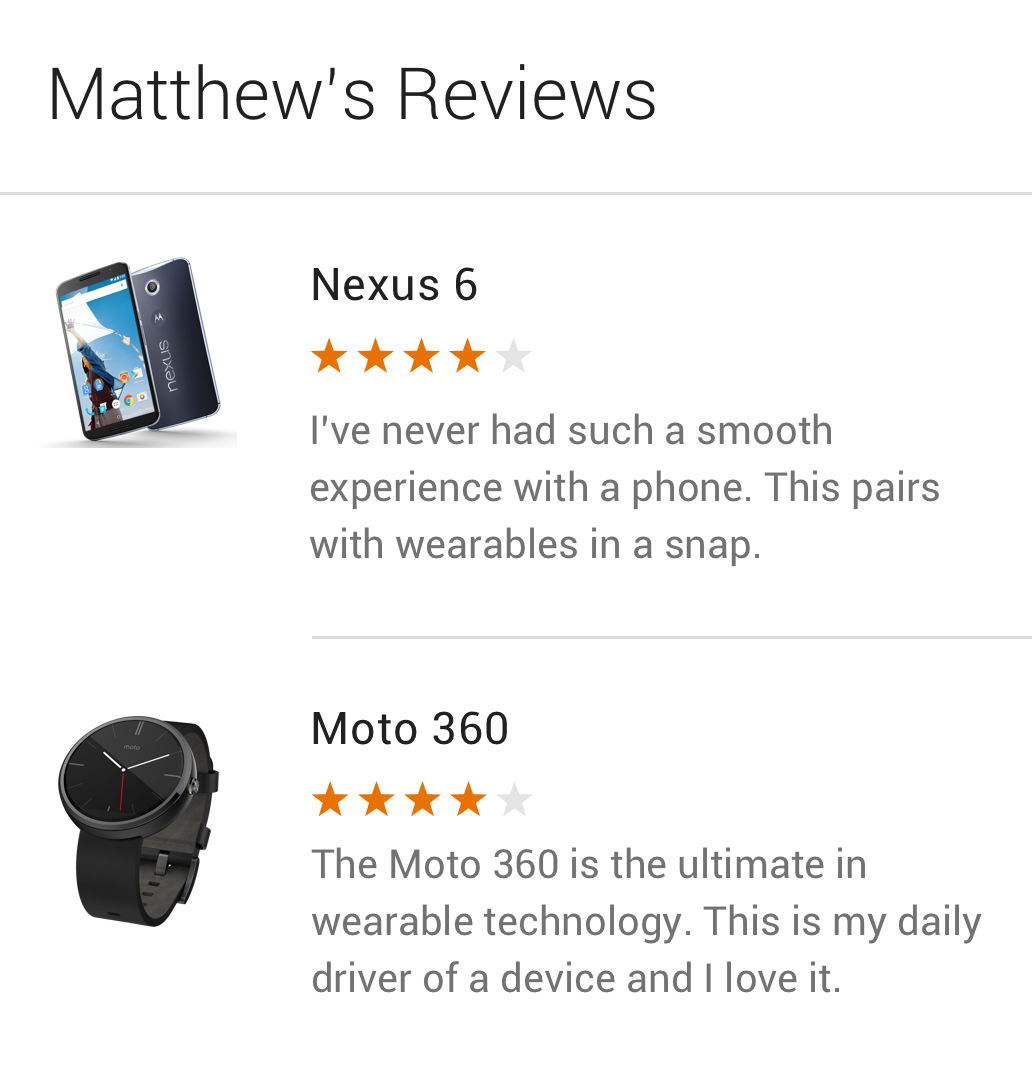 Matthew's Reviews
Nexus 6
nexus
I've never had such a smooth
experience with a phone. This pairs
with wearables in a snap.
Moto 360
moto
The Moto 360 is the ultimate in
wearable technology. This is my daily
driver of a device and I love it.